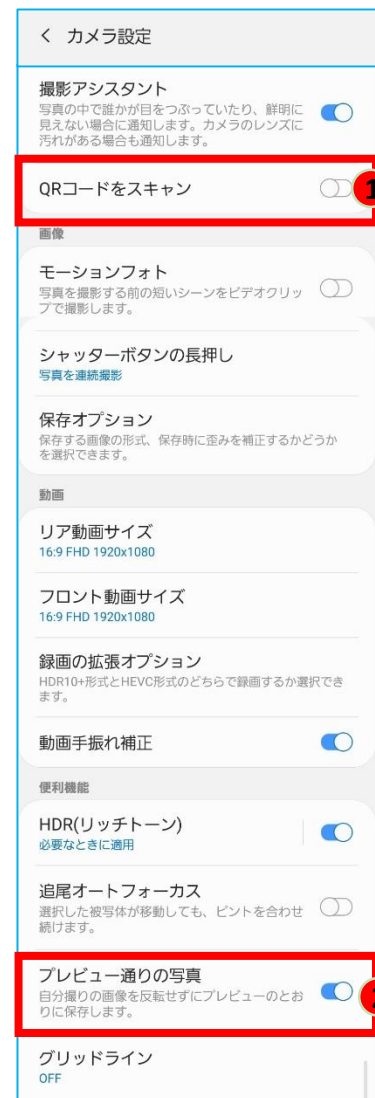 カメラ設定
撮影アシスタント
写真の中で誰かが目をつぶっていたり、鮮明に
見えない場合に通知します。カメラのレンズに
汚れがある場合も通知します。
QRコードをスキャン
1
画像
モーションフォト
写真を撮影する前の短いシーンをビデオクリッ
プで撮影します。
シャッターボタンの長押し
写真を連続撮影
保存オプション
保存する画像の形式、保存時に歪みを補正するかどうか
を選択できます。
動画
リア動画サイズ
16:9 FHD 1920x1080
フロント動画サイズ
16:9 FHD 1920x1080
録画の拡張オプション
HDR10+形式とHEVC形式のどちらで録画するか選択でき
ます。
動画手振れ補正
便利機能
HDR(リッチトーン)
必要なときに適用
追尾オートフォーカス
選択した被写体が移動しても、ピントを合わせ
続けます。
プレビュー通りの写真
自分撮りの画像を反転せずにプレビューのとお
りに保存します。
グリッドライン
OFF